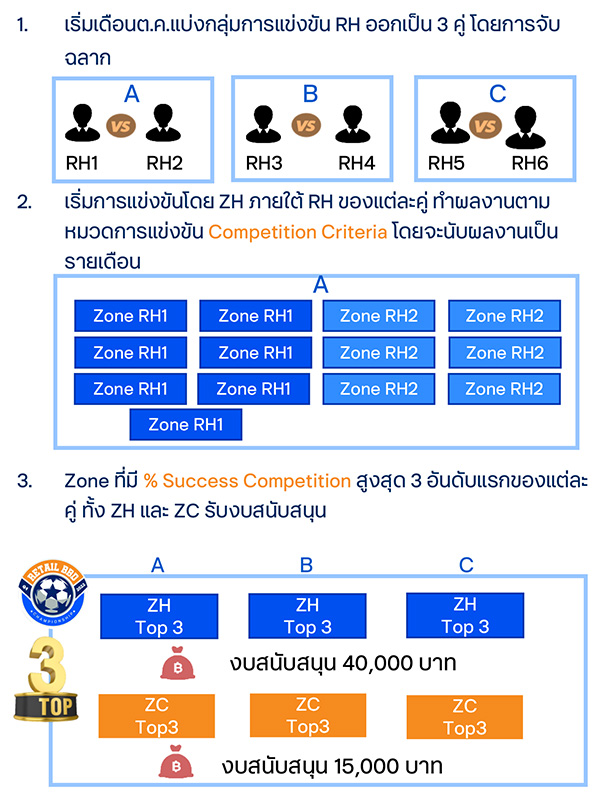 1. เริ่มเดือนต.ค.แบ่งกลุ่มการแข่งขัน RH ออกเป็น 3 คู่ โดยการจับ
ฉลาก
A B C
VS VS VS
RH1 RH2 RH3 RH4 RH5 RH6
2. เริ่มการแข่งขันโดย ZH ภายใต้ RH ของแต่ละคู่ ทำผลงานตาม
หมวดการแข่งขัน Competition Criteria โดยจะนับผลงานเป็น
รายเดือน
A
Zone RH1 Zone RH1 Zone RH2 Zone RH2
Zone RH1 Zone RH1 Zone RH2 Zone RH2
Zone RH1 Zone RH1 Zone RH2 Zone RH2
Zone RH1
3. Zone ที่มี % Success Competition สูงสุด 3 อันดับแรกของแต่ละ
คู่ ทั้ง ZH และ ZC รับงบสนับสนุน
A B C
RETAIL BBD
CHAMPIONSHIP
ZH ZH ZH
Top 3 Top 3 Top 3
3
TOP
฿ งบสนับสนุน 40,000 บาท
ZC ZC ZC
Top3 Top3 Top3
฿ งบสนับสนุน 15,000 บาท